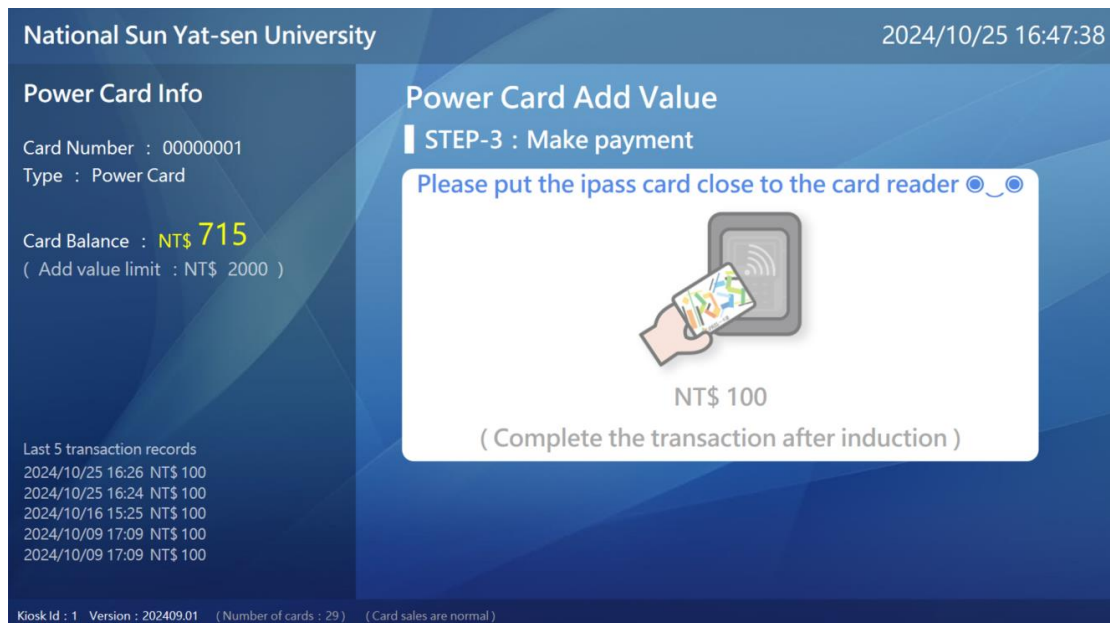 National Sun Yat-sen University
2024/10/25 16:47:38
Power Card Info
Card Number : 00000001
Type : Power Card
Card Balance : NT$ 715
( Add value limit : NT$ 2000 )
Last 5 transaction records
2024/10/25 16:26 NT$ 100
2024/10/25 16:24 NT$ 100
2024/10/16 15:25 NT$ 100
2024/10/09 17:09 NT$ 100
2024/10/09 17:09 NT$ 100
Power Card Add Value
STEP-3 : Make payment
Please put the ipass card close to the card reader ◉‿◉
NT$ 100
( Complete the transaction after induction )
Kiosk Id : 1 Version : 202409.01 ( Number of cards : 29 ) ( Card sales are normal )